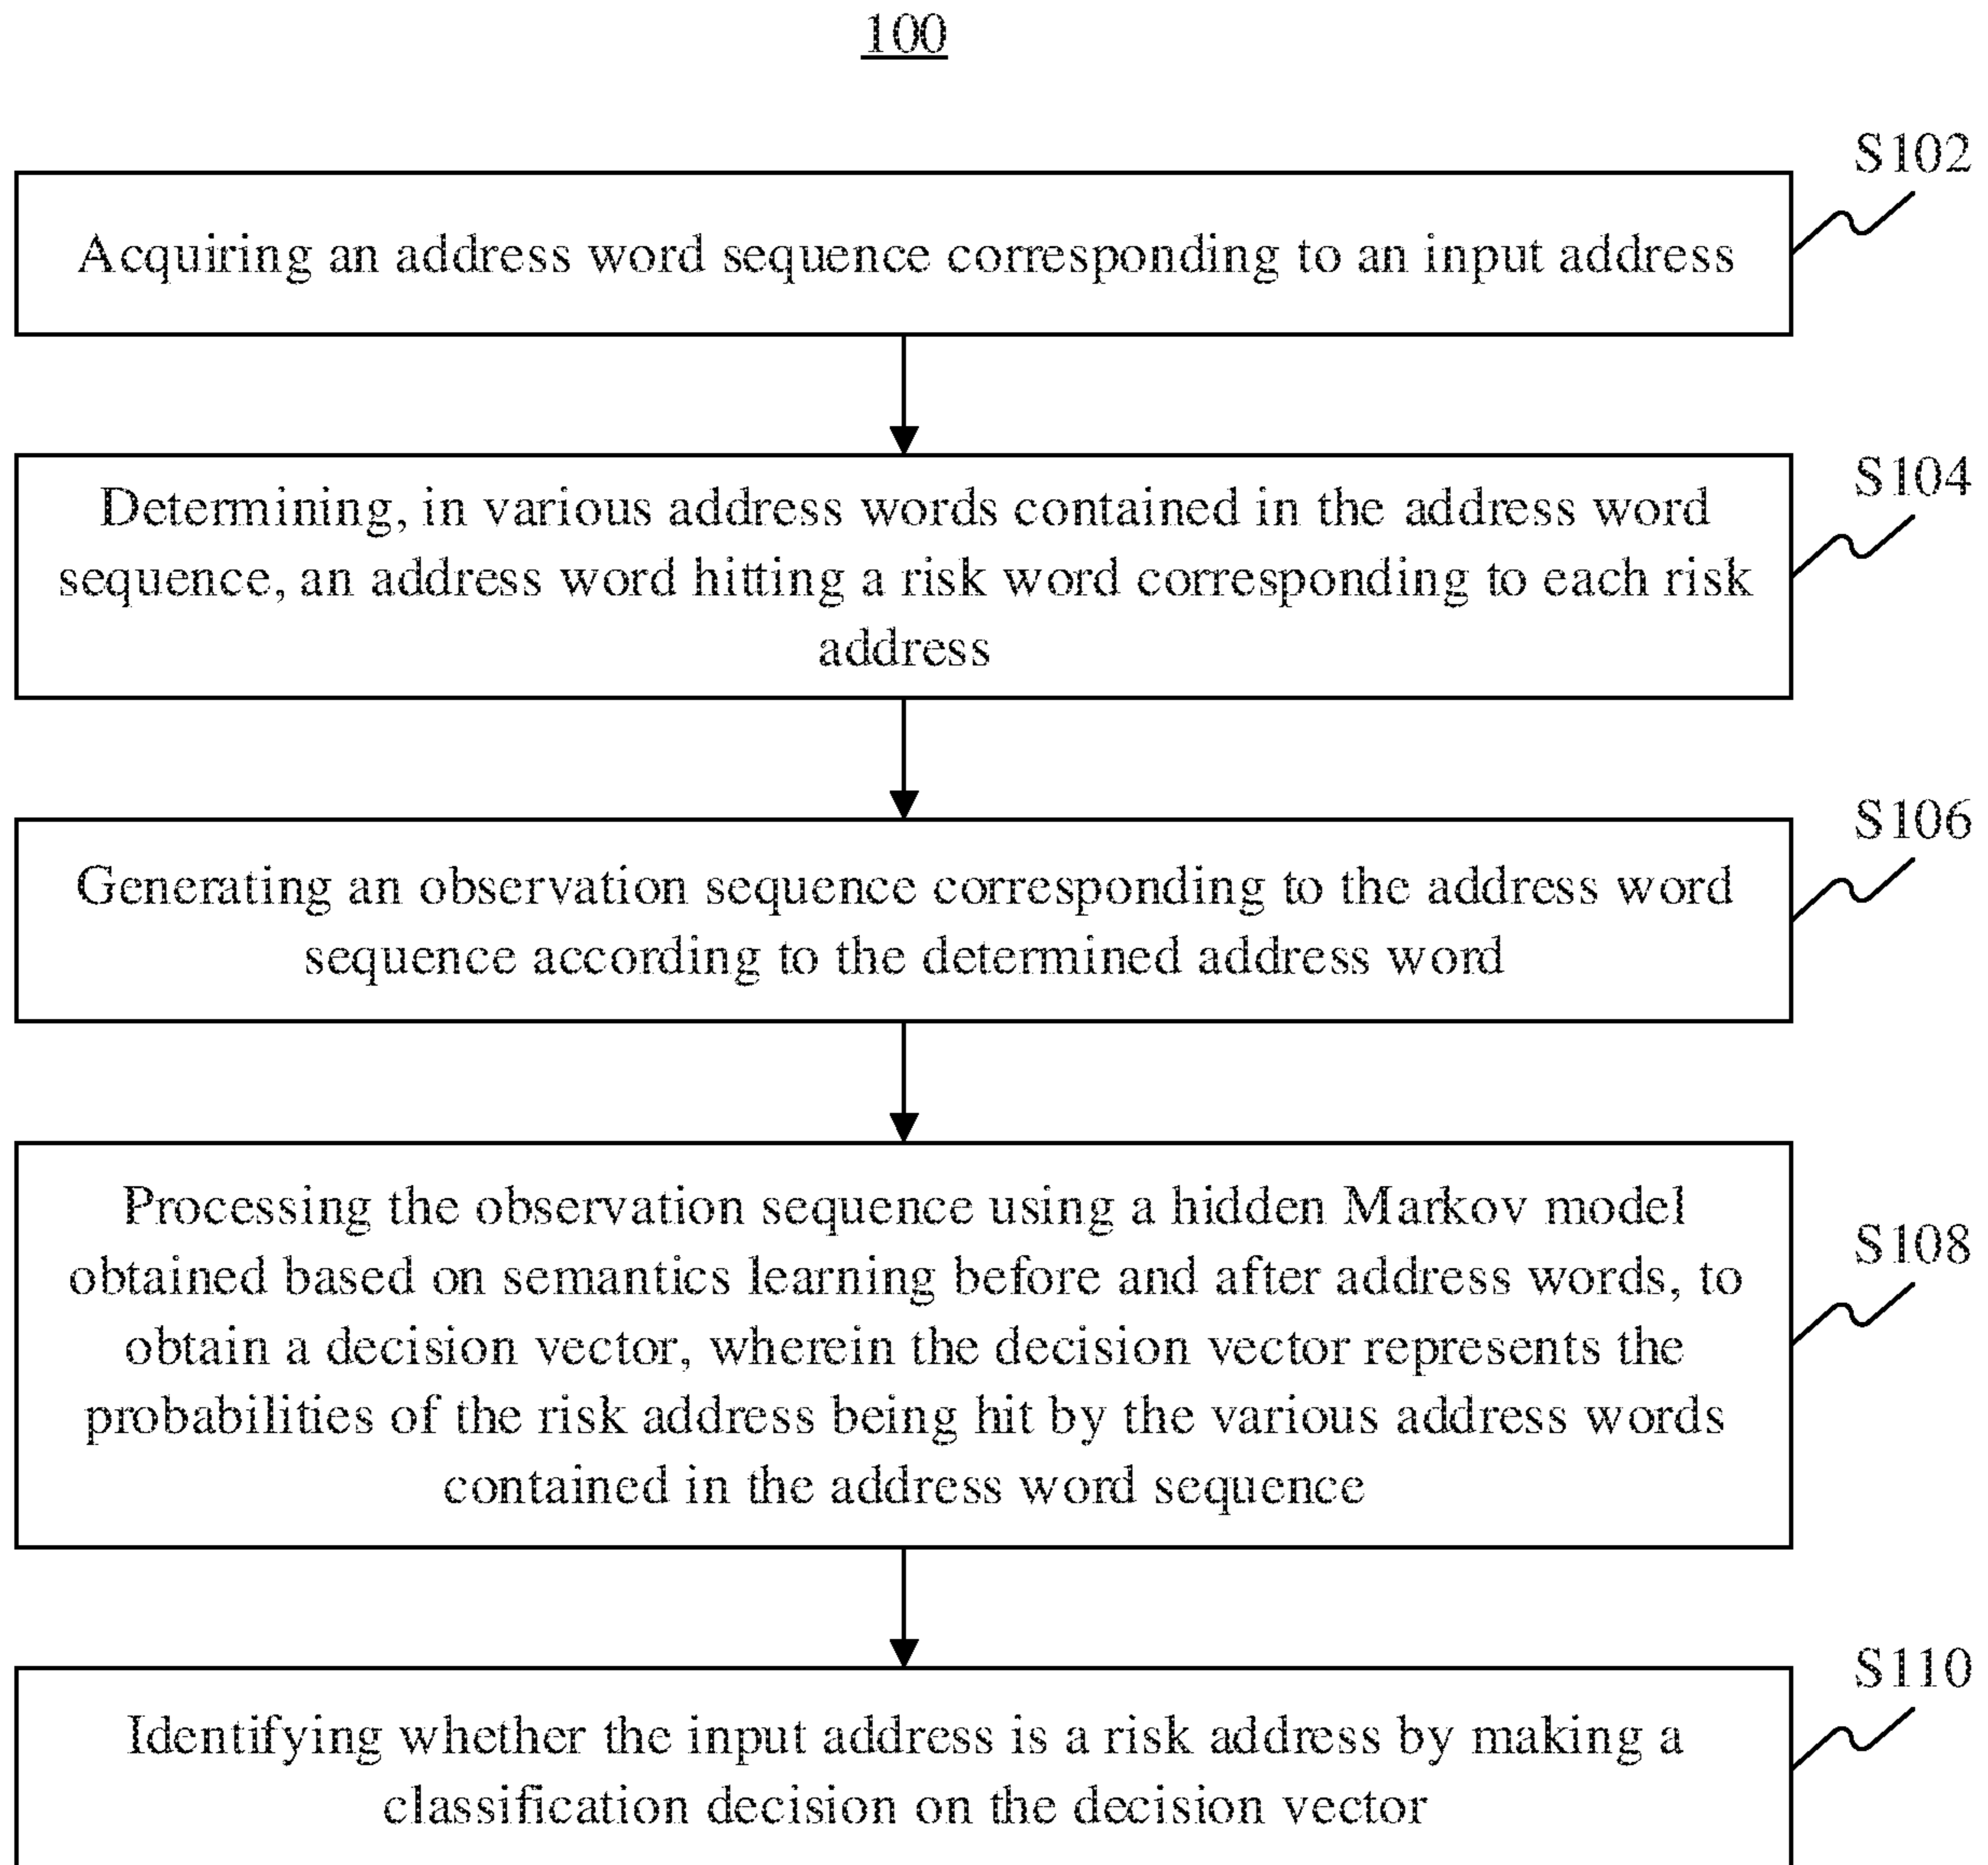 100
S102
Acquiring an address word sequence corresponding to an input address
S104
Determining, in various address words contained in the address word
sequence, an address word hitting a risk word corresponding to each risk
address
S106
Generating an observation sequence corresponding to the address word
sequence according to the determined address word
S108
Processing the observation sequence using a hidden Markov model
obtained based on semantics learning before and after address words, to
obtain a decision vector, wherein the decision vector represents the
probabilities of the risk address being hit by the various address words
contained in the address word sequence
S110
Identifying whether the input address is a risk address by making a
classification decision on the decision vector